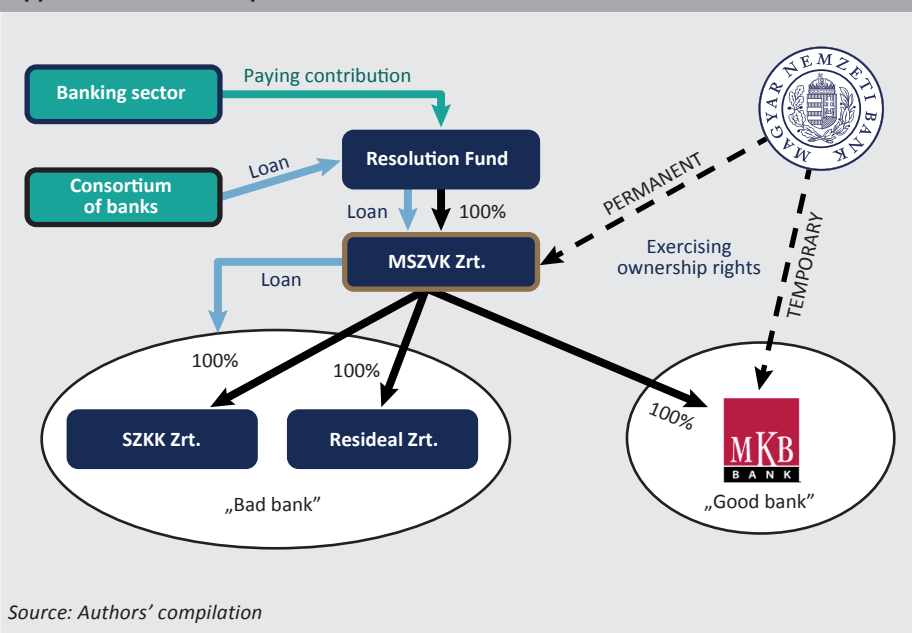 Paying contribution
Banking sector
MAGYAR NEMZETI BANK
Resolution Fund
Loan
Consortium
of banks
PERMANENT
Loan
100%
TEMPORARY
Exercising
ownership rights
MSZVK Zrt.
Loan
100%
100%
100%
SZKK Zrt.
Resideal Zrt.
MKB
BANK
„Bad bank”
„Good bank”
Source: Authors’ compilation